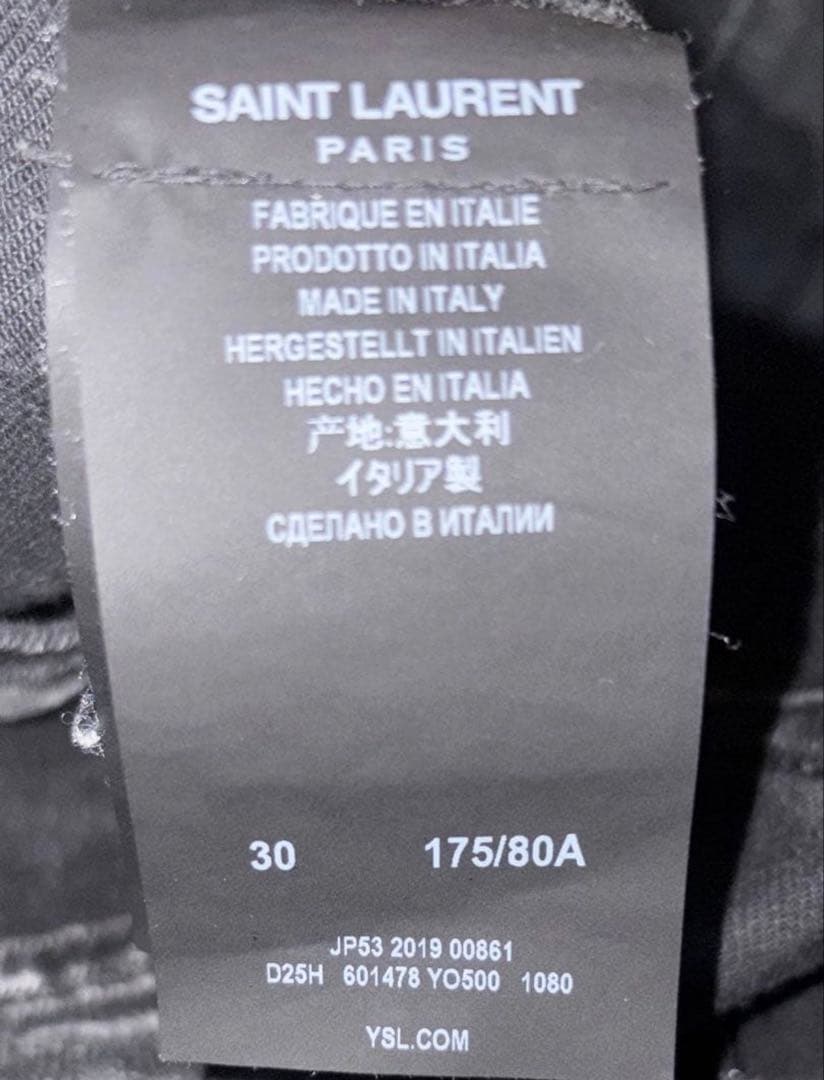 SAINT LAURENT
PARIS
FABRIQUE EN ITALIE
PRODOTTO IN ITALIA
MADE IN ITALY
HERGESTELLT IN ITALIEN
HECHO EN ITALIA
产地:意大利
イタリア製
СДЕЛАНО В ИТАЛИИ
30 175/80A
JP53 2019 00861
D25H 601478 YO500 1080
YSL.COM